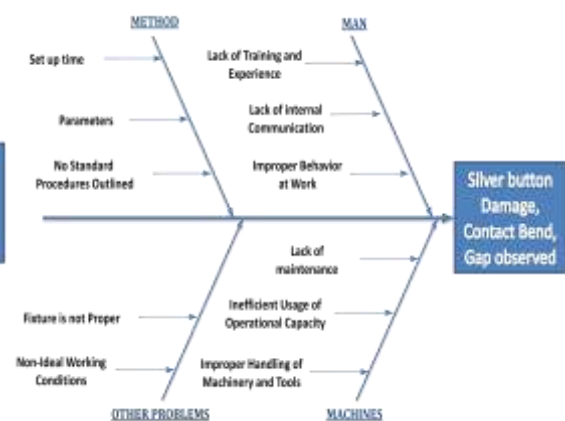 METHOD
MAN
Set up time
Lack of Training and
Experience
Parameters
Lack of Internal
Communication
No Standard
Procedures Outlined
Improper Behavior
at Work
Silver button
Damage,
Contact Bend,
Gap observed
Lack of
maintenance
Fixture is not Proper
Inefficient Usage of
Operational Capacity
Non-Ideal Working
Conditions
Improper Handling of
Machinery and Tools
OTHER PROBLEMS
MACHINES